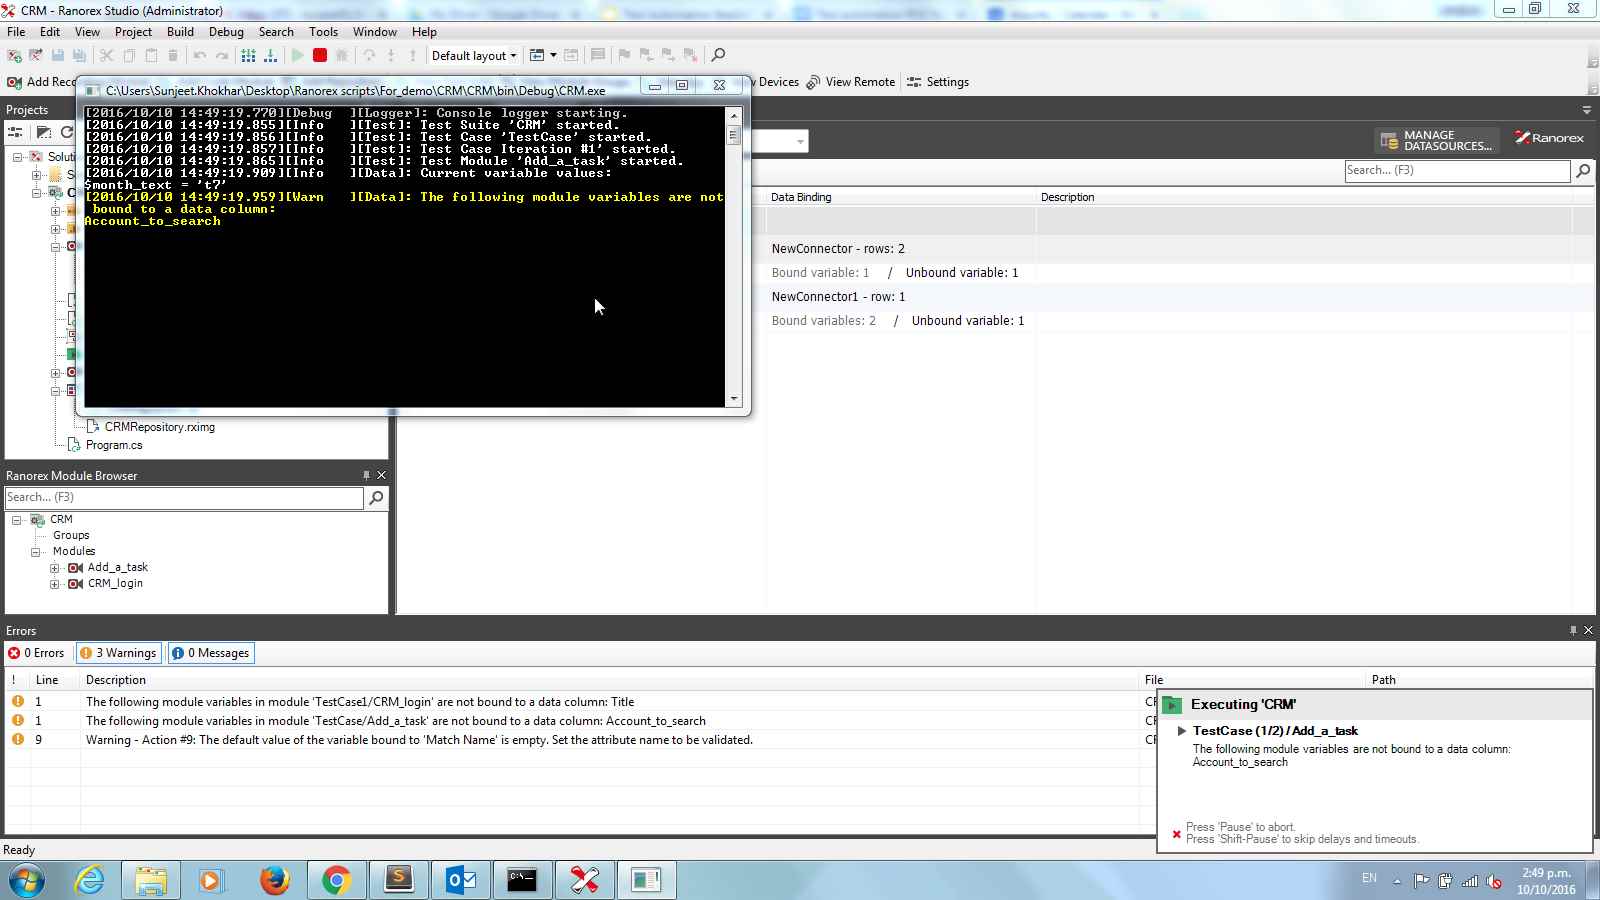 CRM - Ranorex Studio (Administrator)
File Edit View Project Build Debug Search Tools Window Help
Default layout
Add Rec
Devices View Remote Settings
C:\Users\Sunjeet.Khokhar\Desktop\Ranorex scripts\For_demo\CRM\CRM\bin\Debug\CRM.exe
Projects
[2016/10/10 14:49:19.770][Debug ][Logger]: Console logger starting.
[2016/10/10 14:49:19.855][Info ][Test]: Test Suite 'CRM' started.
[2016/10/10 14:49:19.856][Info ][Test]: Test Case 'TestCase' started.
[2016/10/10 14:49:19.857][Info ][Test]: Test Case Iteration #1' started.
[2016/10/10 14:49:19.865][Info ][Test]: Test Module 'Add_a_task' started.
[2016/10/10 14:49:19.909][Info ][Data]: Current variable values:
$month_text = 't7'
[2016/10/10 14:49:19.959][Warn ][Data]: The following module variables are not
bound to a data column:
Account_to_search
Solut
S
C
MANAGE
DATASOURCES...
Ranorex
Search... (F3)
Data Binding Description
NewConnector - rows: 2
Bound variable: 1 / Unbound variable: 1
NewConnector1 - row: 1
Bound variables: 2 / Unbound variable: 1
CRMRepository.rximg
Program.cs
Ranorex Module Browser
Search... (F3)
CRM
Groups
Modules
Add_a_task
CRM_login
Errors
0 Errors 3 Warnings 0 Messages
! Line Description File Path
1 The following module variables in module 'TestCase1/CRM_login' are not bound to a data column: Title
1 The following module variables in module 'TestCase/Add_a_task' are not bound to a data column: Account_to_search
9 Warning - Action #9: The default value of the variable bound to 'Match Name' is empty. Set the attribute name to be validated.
Executing 'CRM'
TestCase (1/2) / Add_a_task
The following module variables are not bound to a data column:
Account_to_search
Press 'Pause' to abort.
Press 'Shift-Pause' to skip delays and timeouts.
Ready
EN
2:49 p.m.
10/10/2016